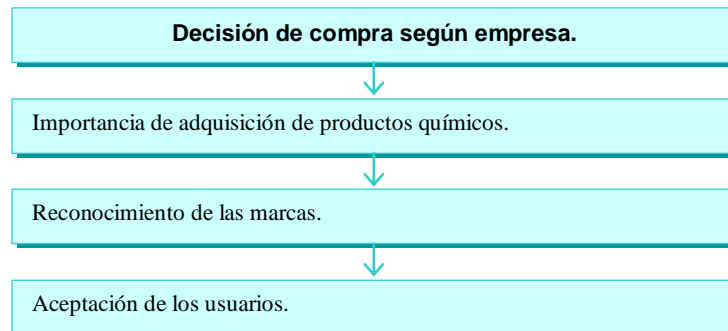 Decisión de compra según empresa.
Importancia de adquisición de productos químicos.
Reconocimiento de las marcas.
Aceptación de los usuarios.